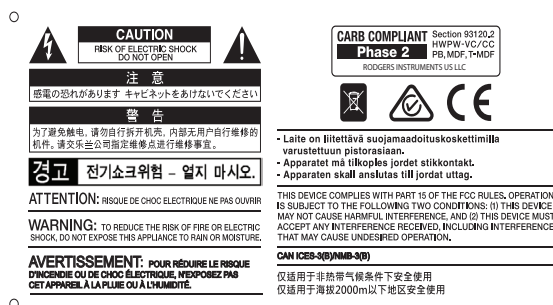 CAUTION
RISK OF ELECTRIC SHOCK
DO NOT OPEN
注 意
感電の恐れがあります キャビネットをあけないでください
警 告
为了避免触电, 请勿自行拆开机壳, 内部无用户自行维修的
机件。请交乐兰公司指定维修点进行维修事宜。
경고 전기쇼크위험 – 열지 마시오.
ATTENTION: RISQUE DE CHOC ELECTRIQUE NE PAS OUVRIR
WARNING: TO REDUCE THE RISK OF FIRE OR ELECTRIC
SHOCK, DO NOT EXPOSE THIS APPLIANCE TO RAIN OR MOISTURE.
AVERTISSEMENT: POUR RÉDUIRE LE RISQUE
D'INCENDIE OU DE CHOC ÉLECTRIQUE, N'EXPOSEZ PAS
CET APPAREIL À LA PLUIE OU À L'HUMIDITÉ.
CARB COMPLIANT Section 93120.2
Phase 2 HWPW-VC/CC
PB, MDF, T-MDF
RODGERS INSTRUMENTS US LLC
CE
- Laite on liitettävä suojamaadoituskoskettimilla
varustettuun pistorasiaan.
- Apparatet må tilkoples jordet stikkontakt.
- Apparaten skall anslutas till jordat uttag.
THIS DEVICE COMPLIES WITH PART 15 OF THE FCC RULES. OPERATION
IS SUBJECT TO THE FOLLOWING TWO CONDITIONS: (1) THIS DEVICE
MAY NOT CAUSE HARMFUL INTERFERENCE, AND (2) THIS DEVICE MUST
ACCEPT ANY INTERFERENCE RECEIVED, INCLUDING INTERFERENCE
THAT MAY CAUSE UNDESIRED OPERATION.
CAN ICES-3(B)/NMB-3(B)
仅适用于非热带气候条件下安全使用
仅适用于海拔2000m以下地区安全使用